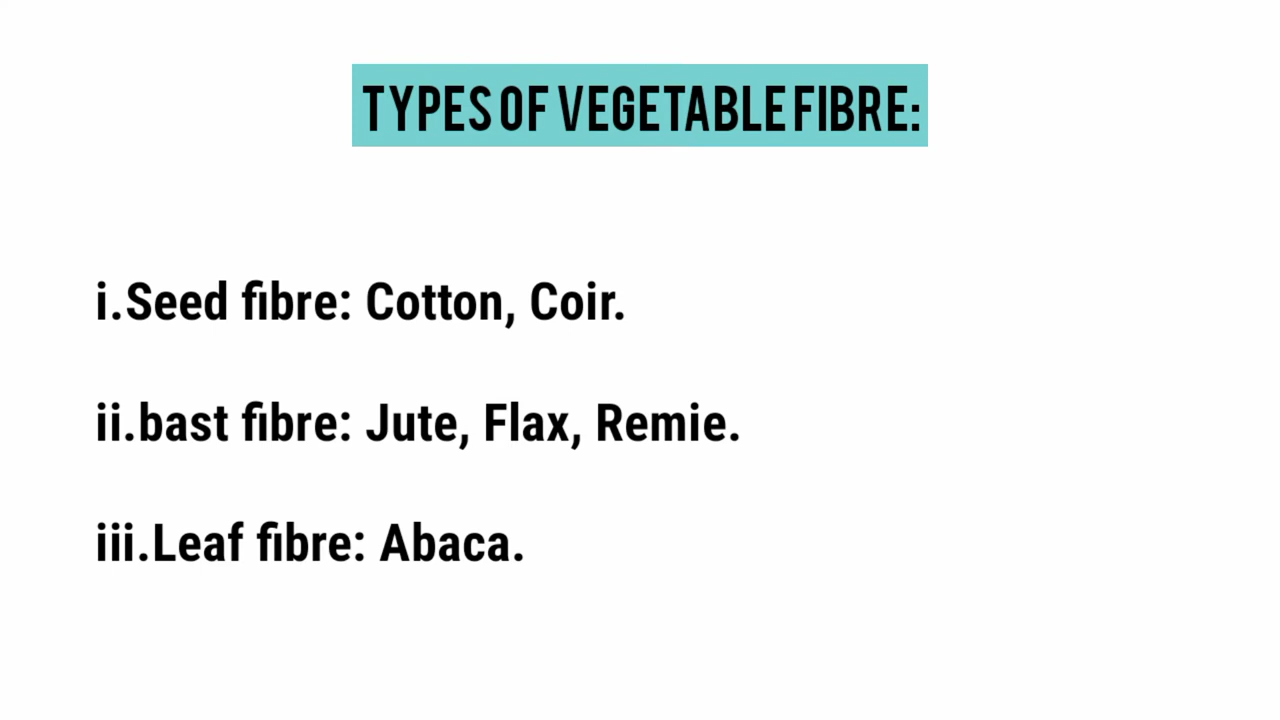 TYPES OF VEGETABLE FIBRE:
i.Seed fibre: Cotton, Coir.
ii.bast fibre: Jute, Flax, Remie.
iii.Leaf fibre: Abaca.